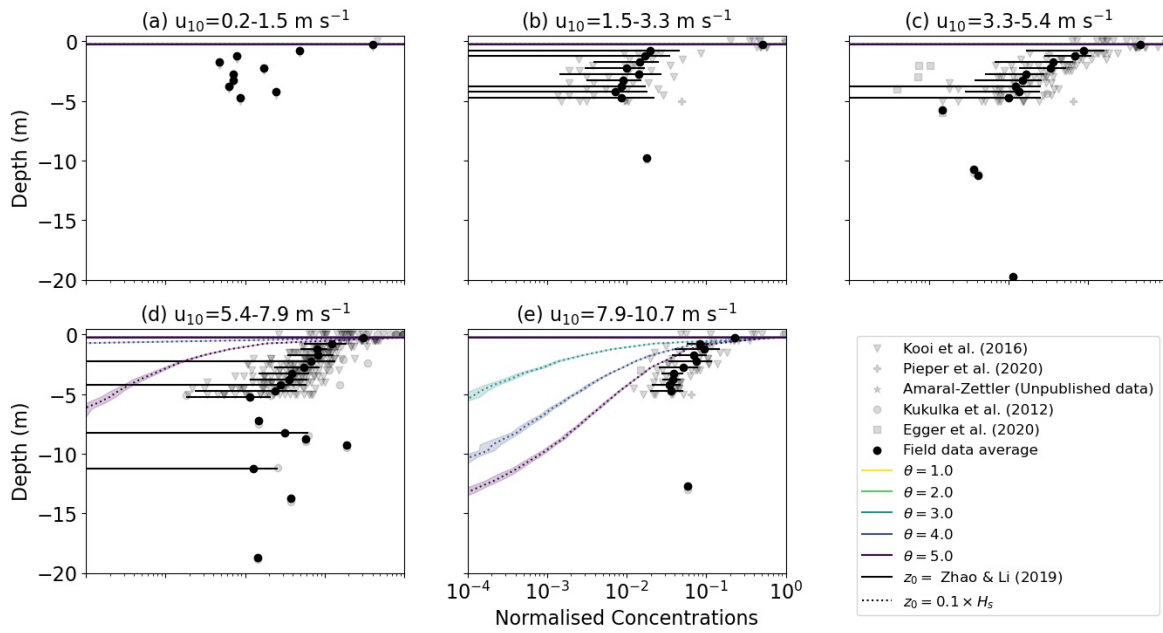 (a) u₁₀=0.2-1.5 m s⁻¹
(b) u₁₀=1.5-3.3 m s⁻¹
(c) u₁₀=3.3-5.4 m s⁻¹
Depth (m)
0
−5
−10
−15
−20
(d) u₁₀=5.4-7.9 m s⁻¹
(e) u₁₀=7.9-10.7 m s⁻¹
Depth (m)
0
−5
−10
−15
−20
10⁻⁴ 10⁻³ 10⁻² 10⁻¹ 10⁰
Normalised Concentrations
Kooi et al. (2016)
Pieper et al. (2020)
Amaral-Zettler (Unpublished data)
Kukulka et al. (2012)
Egger et al. (2020)
Field data average
θ = 1.0
θ = 2.0
θ = 3.0
θ = 4.0
θ = 5.0
z₀ = Zhao & Li (2019)
z₀ = 0.1 × Hₛ